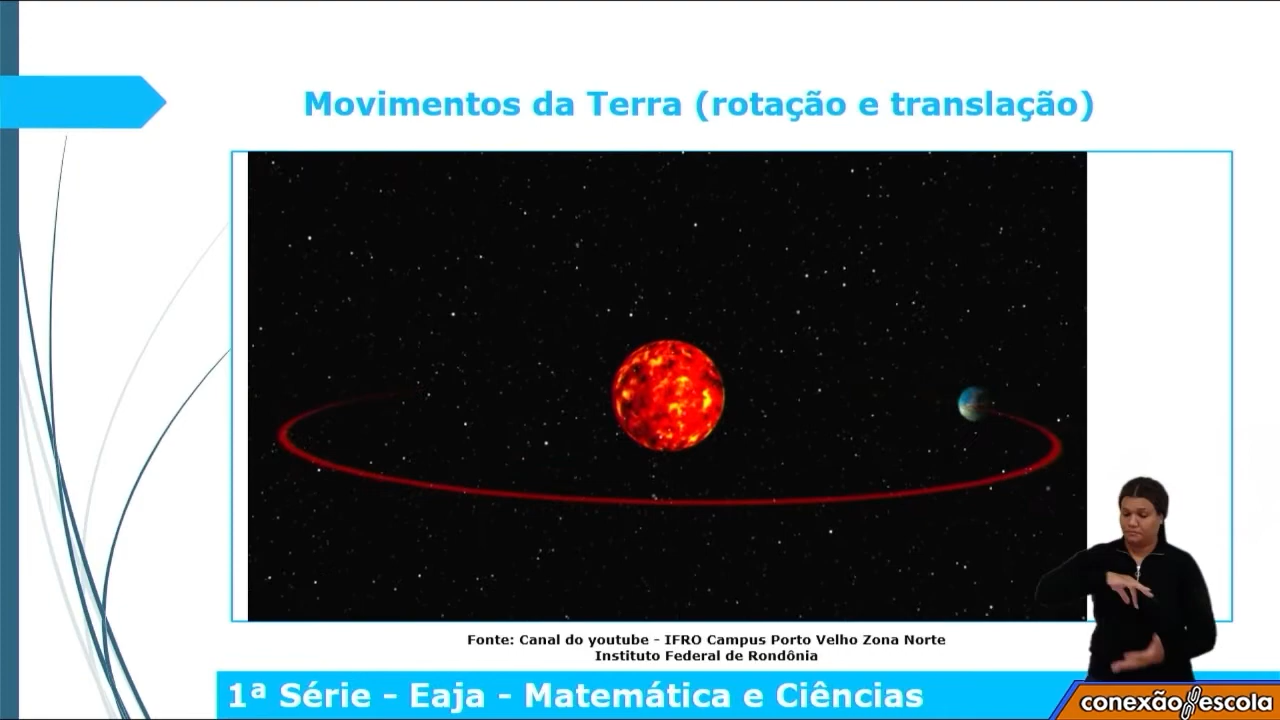 Movimentos da Terra (rotação e translação)
Fonte: Canal do youtube - IFRO Campus Porto Velho Zona Norte
Instituto Federal de Rondônia
1ª Série - Eaja - Matemática e Ciências
conexão escola